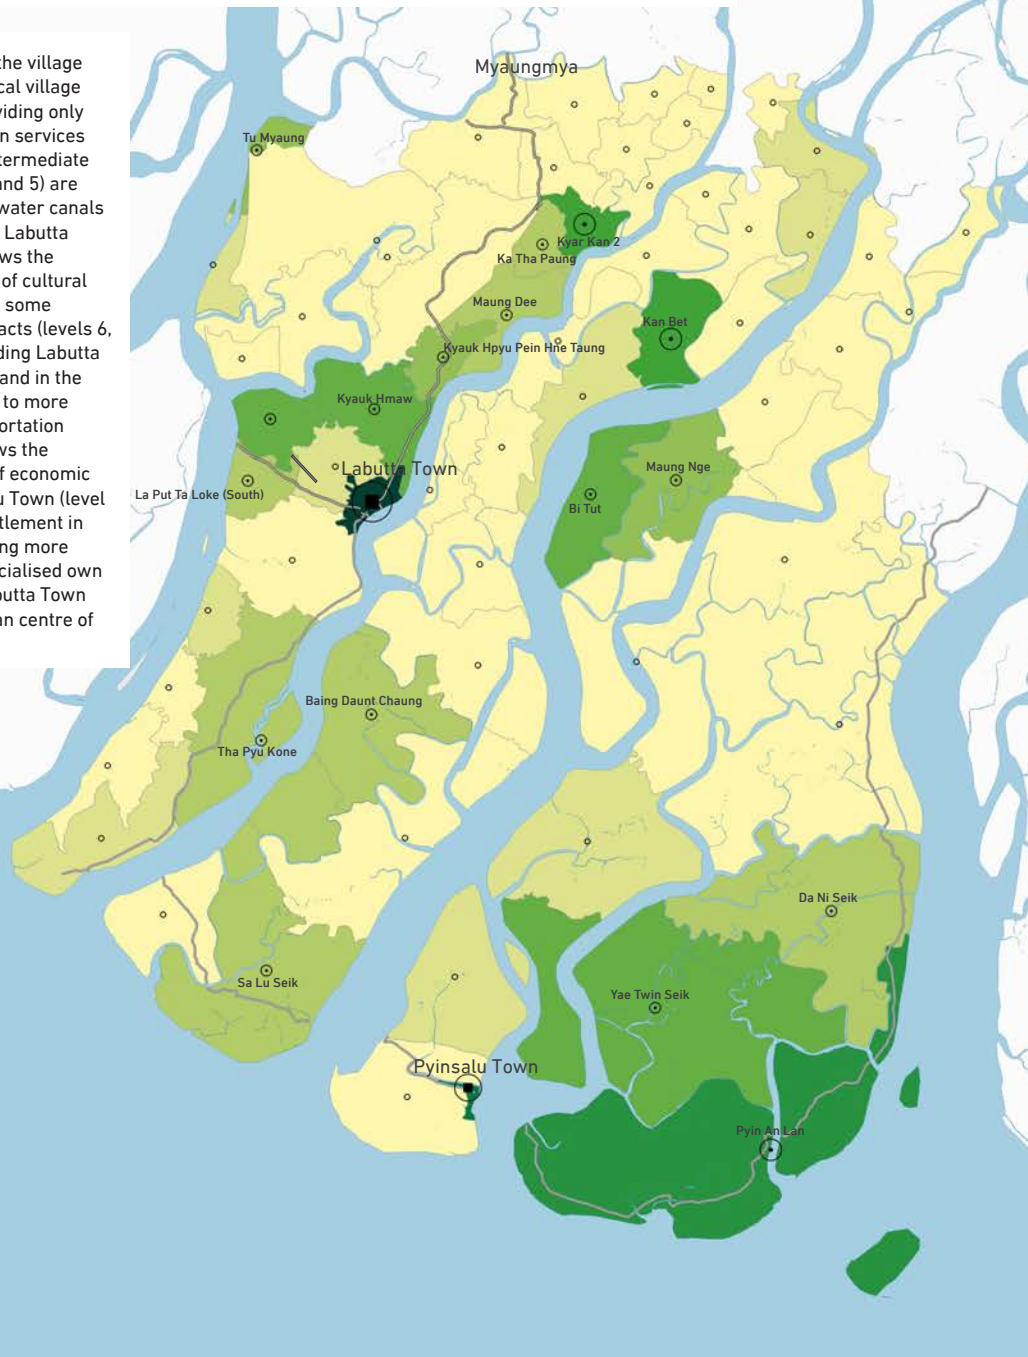 the village
cal village
viding only
n services
termediate
and 5) are
water canals
Labutta
ws the
of cultural
some
acts (levels 6,
ding Labutta
and in the
to more
ortation
ws the
f economic
u Town (level
tlement in
ng more
cialised own
butta Town
an centre of
Myaungmya
Tu Myaung
Kyar Kan 2
Ka Tha Paung
Maung Dee
Kan Bet
Kyauk Hpyu Pein Hne Taung
Kyauk Hmaw
Labutta Town
Maung Nge
La Put Ta Loke (South)
Bi Tut
Baing Daunt Chaung
Tha Pyu Kone
Da Ni Seik
Sa Lu Seik
Yae Twin Seik
Pyinsalu Town
Pyin An Lan